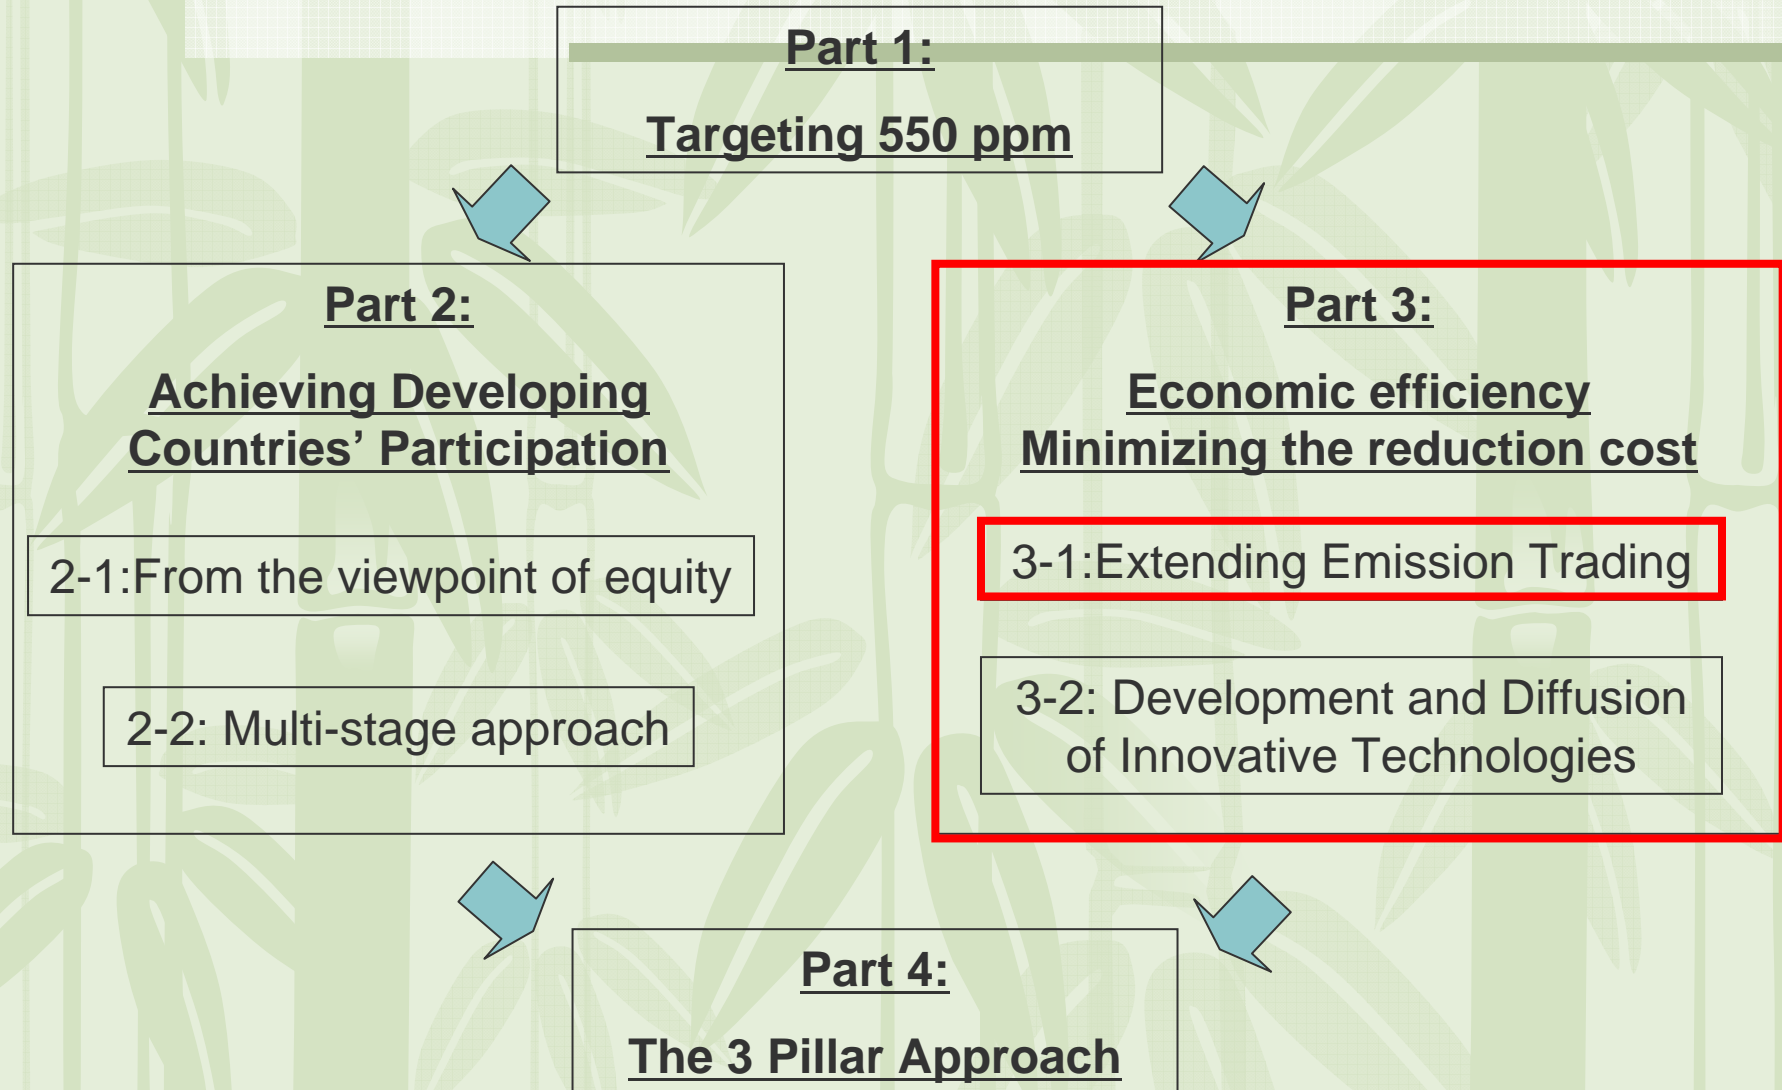 Part 1:
Targeting 550 ppm
Part 2:
Achieving Developing
Countries’ Participation
2-1:From the viewpoint of equity
2-2: Multi-stage approach
Part 3:
Economic efficiency
Minimizing the reduction cost
3-1:Extending Emission Trading
3-2: Development and Diffusion
of Innovative Technologies
Part 4:
The 3 Pillar Approach